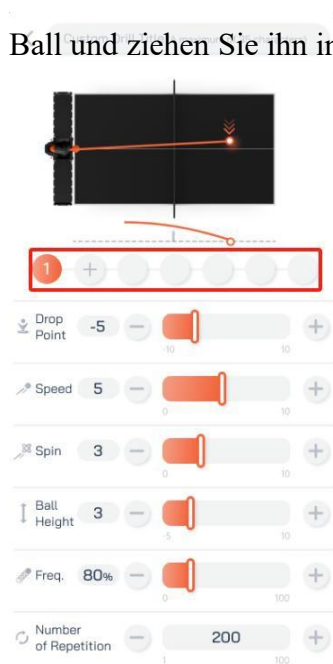 Ball und ziehen Sie ihn in
1 +
Drop
Point -5 − +
-10 10
Speed 5 − +
0 10
Spin 3 − +
0 10
Ball
Height 3 − +
-5 10
Freq. 80% − +
0 100
Number
of Repetition − 200 +
1 100